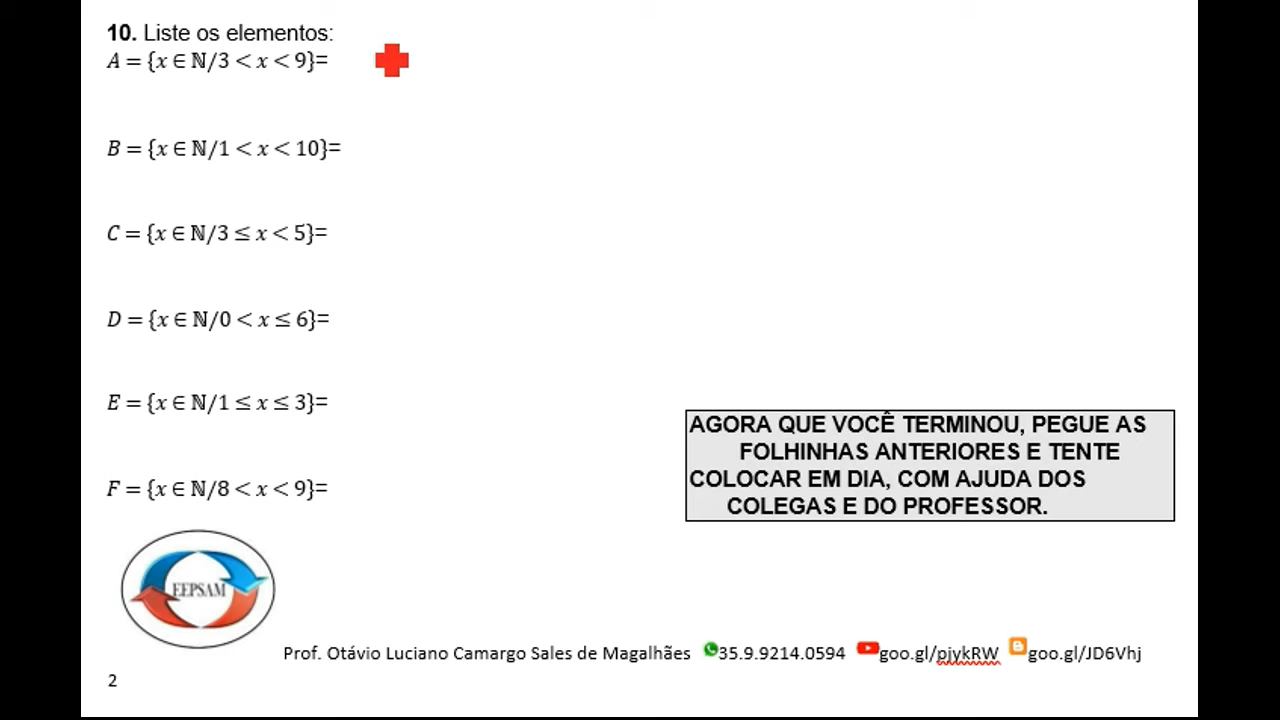 10. Liste os elementos:
A = {x ∈ ℕ/3 < x < 9}=
B = {x ∈ ℕ/1 < x < 10}=
C = {x ∈ ℕ/3 ≤ x < 5}=
D = {x ∈ ℕ/0 < x ≤ 6}=
E = {x ∈ ℕ/1 ≤ x ≤ 3}=
F = {x ∈ ℕ/8 < x < 9}=
AGORA QUE VOCÊ TERMINOU, PEGUE AS
FOLHINHAS ANTERIORES E TENTE
COLOCAR EM DIA, COM AJUDA DOS
COLEGAS E DO PROFESSOR.
EEPSAM
Prof. Otávio Luciano Camargo Sales de Magalhães 35.9.9214.0594 goo.gl/pjykRW goo.gl/JD6Vhj
2